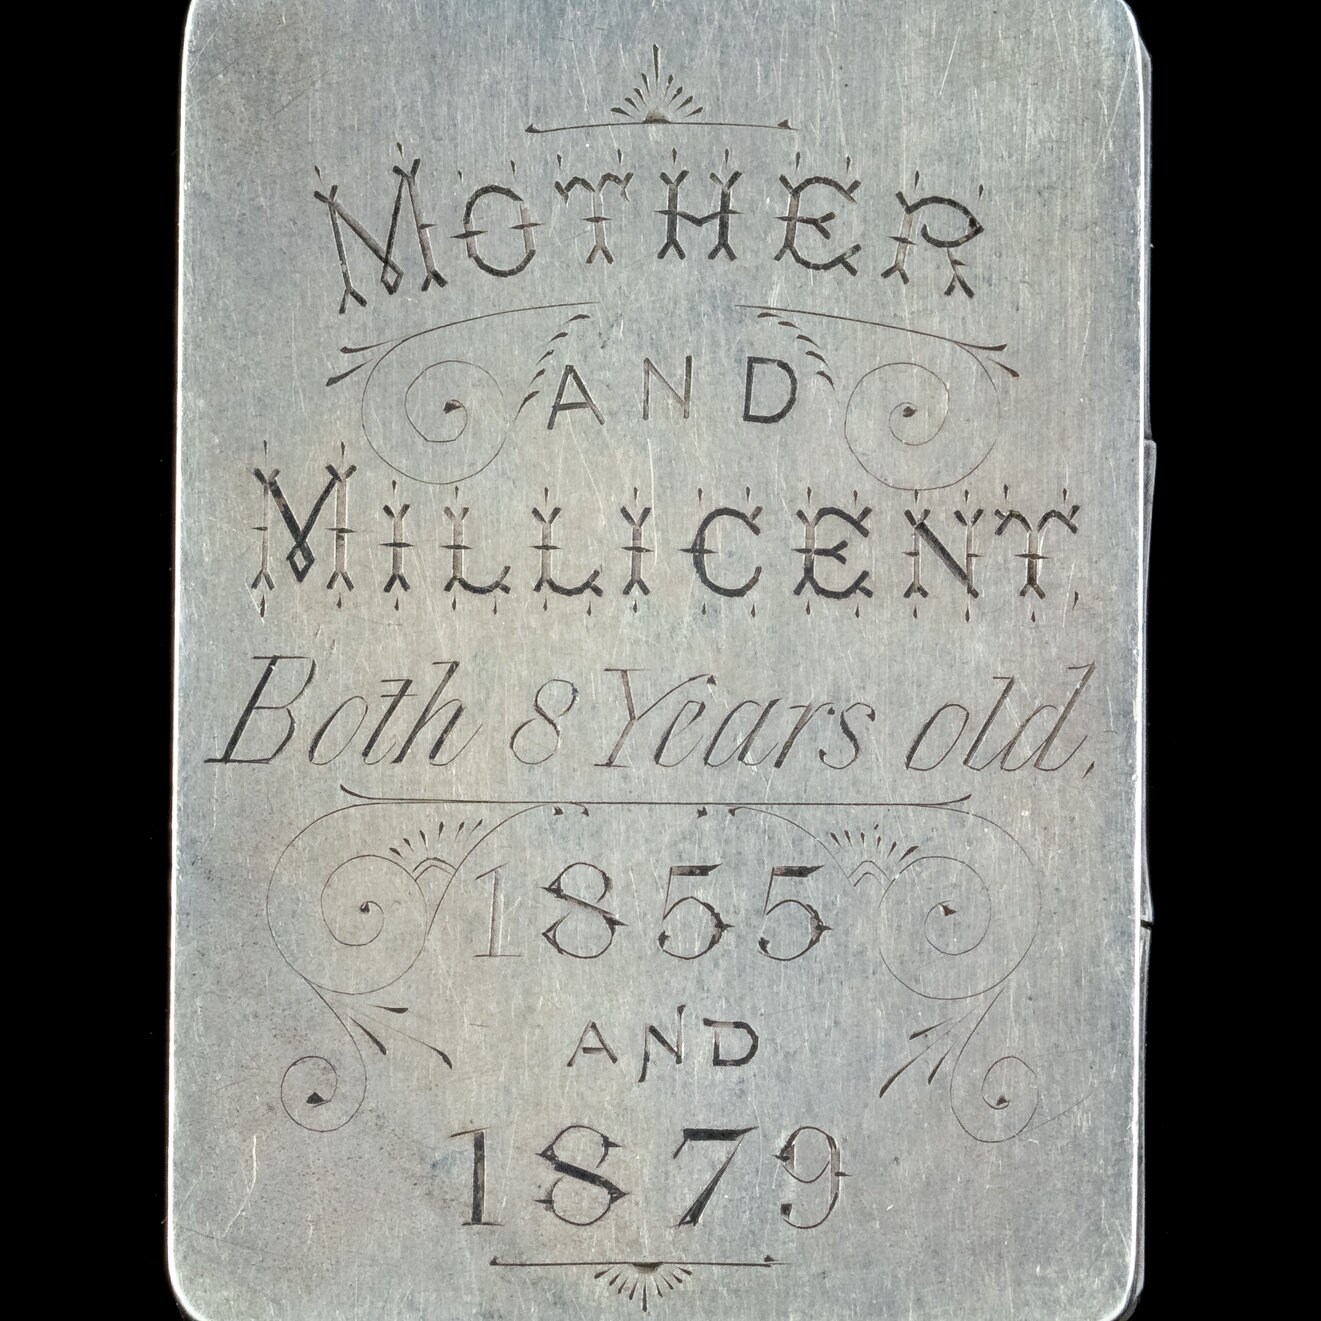 MOTHER
AND
MILLICENT,
Both 8 Years old,
1855
AND
1879